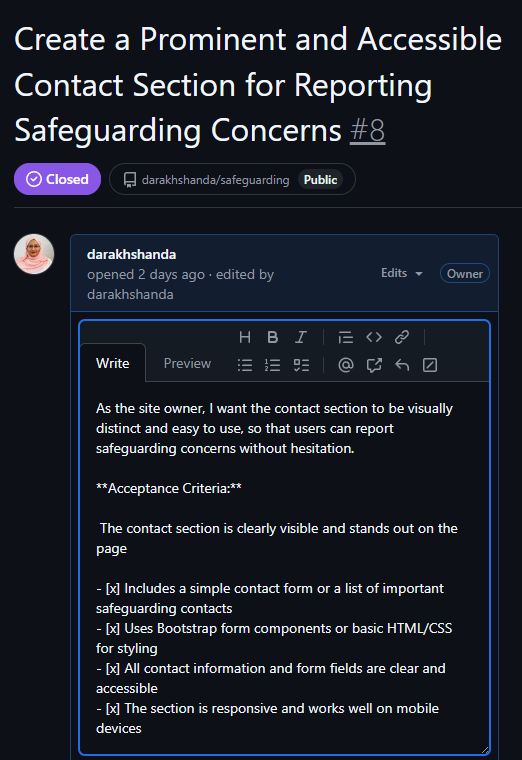 Create a Prominent and Accessible
Contact Section for Reporting
Safeguarding Concerns #8
Closed
darakhshanda/safeguarding Public
darakhshanda
opened 2 days ago · edited by
darakhshanda
Edits
Owner
Write
Preview
As the site owner, I want the contact section to be visually
distinct and easy to use, so that users can report
safeguarding concerns without hesitation.
**Acceptance Criteria:**
The contact section is clearly visible and stands out on the
page
- [x] Includes a simple contact form or a list of important
safeguarding contacts
- [x] Uses Bootstrap form components or basic HTML/CSS
for styling
- [x] All contact information and form fields are clear and
accessible
- [x] The section is responsive and works well on mobile
devices